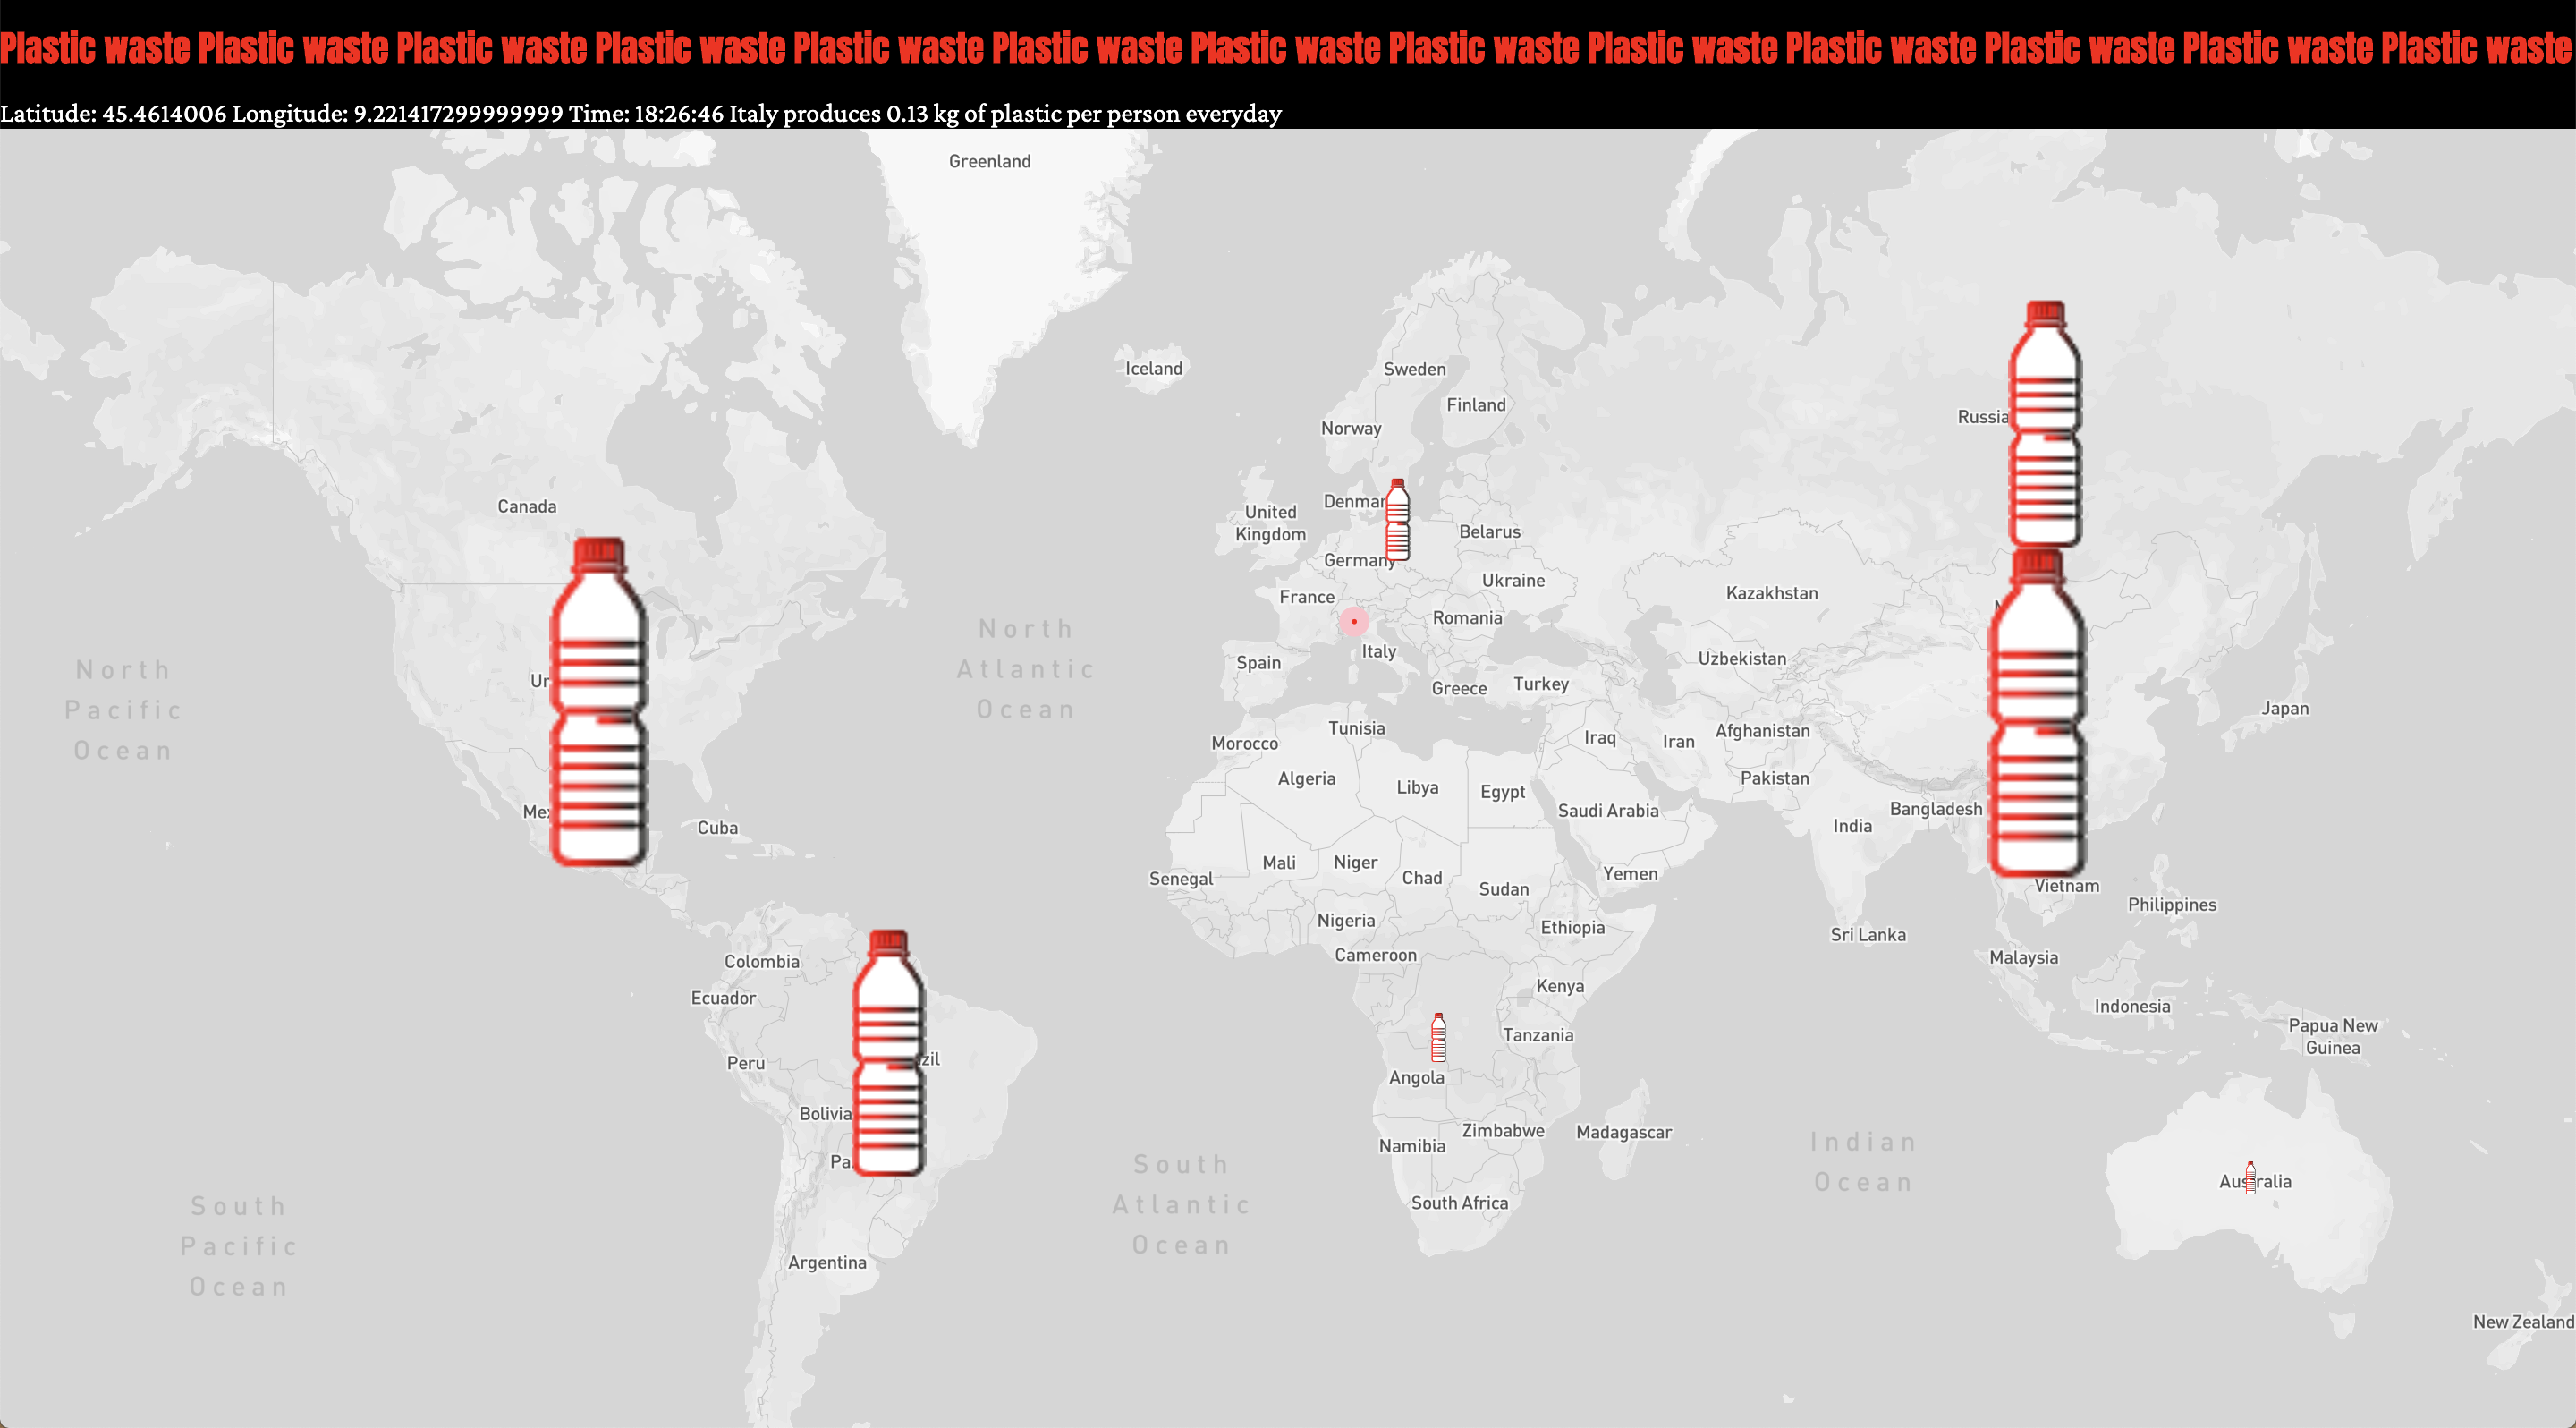 Plastic waste Plastic waste Plastic waste Plastic waste Plastic waste Plastic waste Plastic waste Plastic waste Plastic waste Plastic waste Plastic waste Plastic waste Plastic waste
Latitude: 45.4614006 Longitude: 9.221417299999999 Time: 18:26:46 Italy produces 0.13 kg of plastic per person everyday
Greenland
Iceland
Sweden
Finland
Norway
Russia
Canada
United
Kingdom
Denmar
Belarus
Germany
Ukraine
France
Kazakhstan
Romania
North
Atlantic
Ocean
North
Pacific
Ocean
Italy
Spain
Uzbekistan
Greece
Turkey
Japan
Tunisia
Morocco
Iraq
Iran
Afghanistan
Algeria
Libya
Egypt
Pakistan
Saudi Arabia
Bangladesh
India
Cuba
Mali
Niger
Chad
Sudan
Yemen
Senegal
Vietnam
Philippines
Nigeria
Ethiopia
Sri Lanka
Cameroon
Malaysia
Colombia
Ecuador
Kenya
Indonesia
Tanzania
Papua New
Guinea
Peru
Angola
Bolivia
Zimbabwe
Madagascar
Namibia
Indian
Ocean
South
Atlantic
Ocean
Australia
South Africa
South
Pacific
Ocean
Argentina
New Zealand